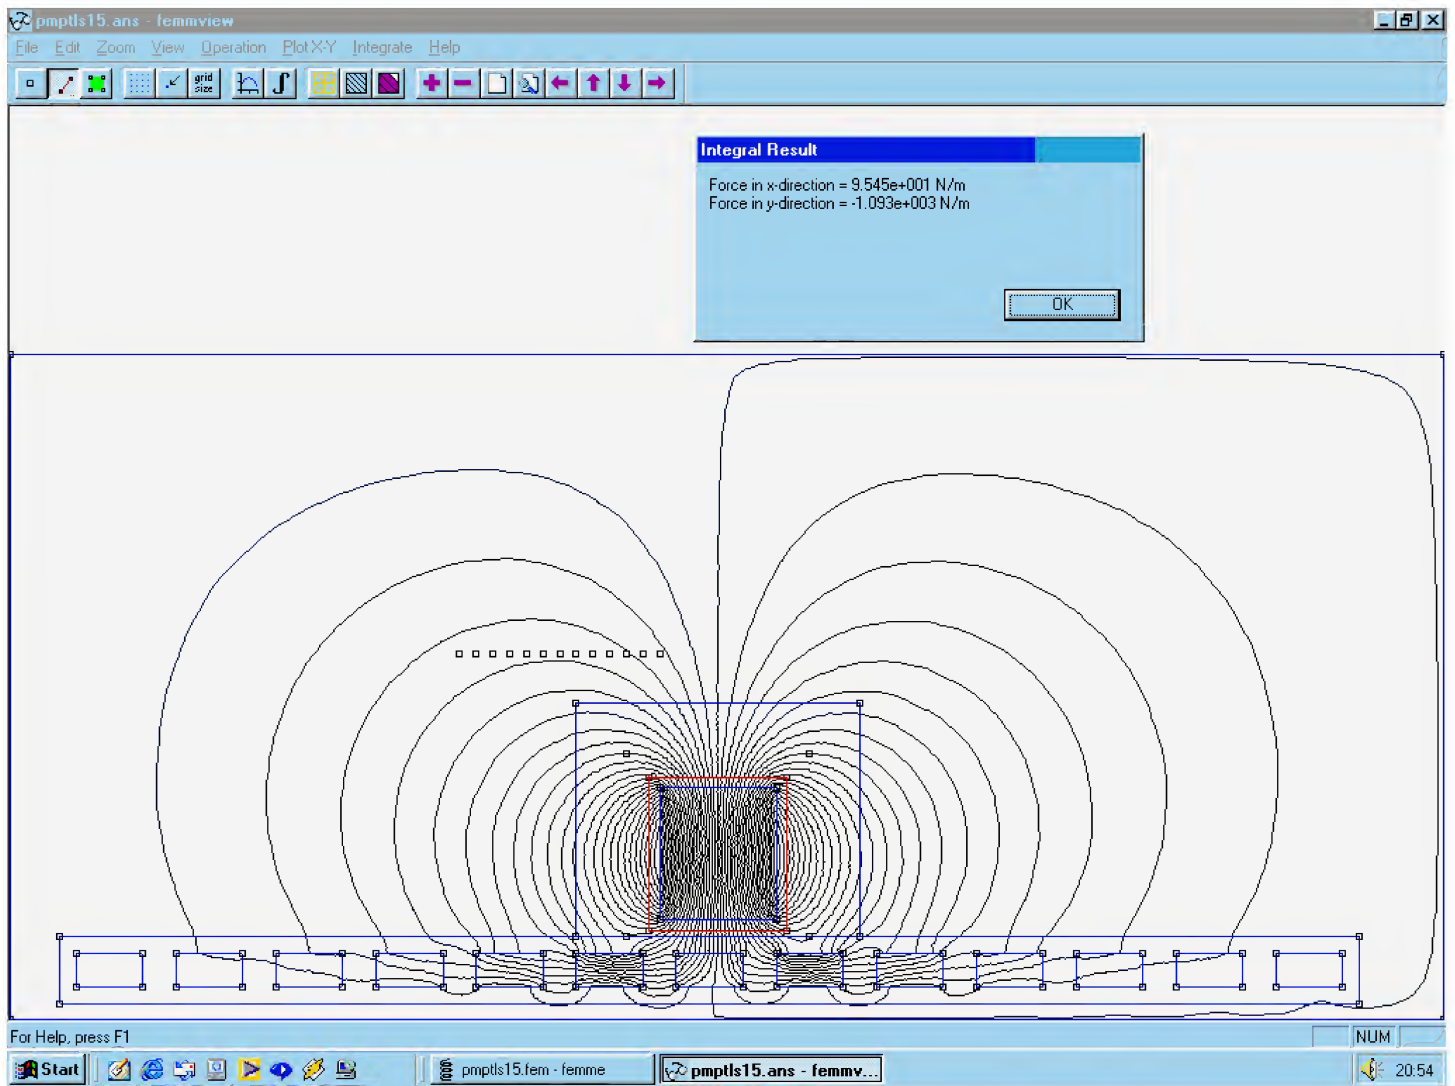 pmptls15.ans - femmview
File Edit Zoom View Operation Plot X-Y Integrate Help
grid
size
Integral Result
Force in x-direction = 9.545e+001 N/m
Force in y-direction = -1.093e+003 N/m
OK
For Help, press F1
NUM
Start
pmptls15.fem - femme
pmptls15.ans - femmv...
20:54